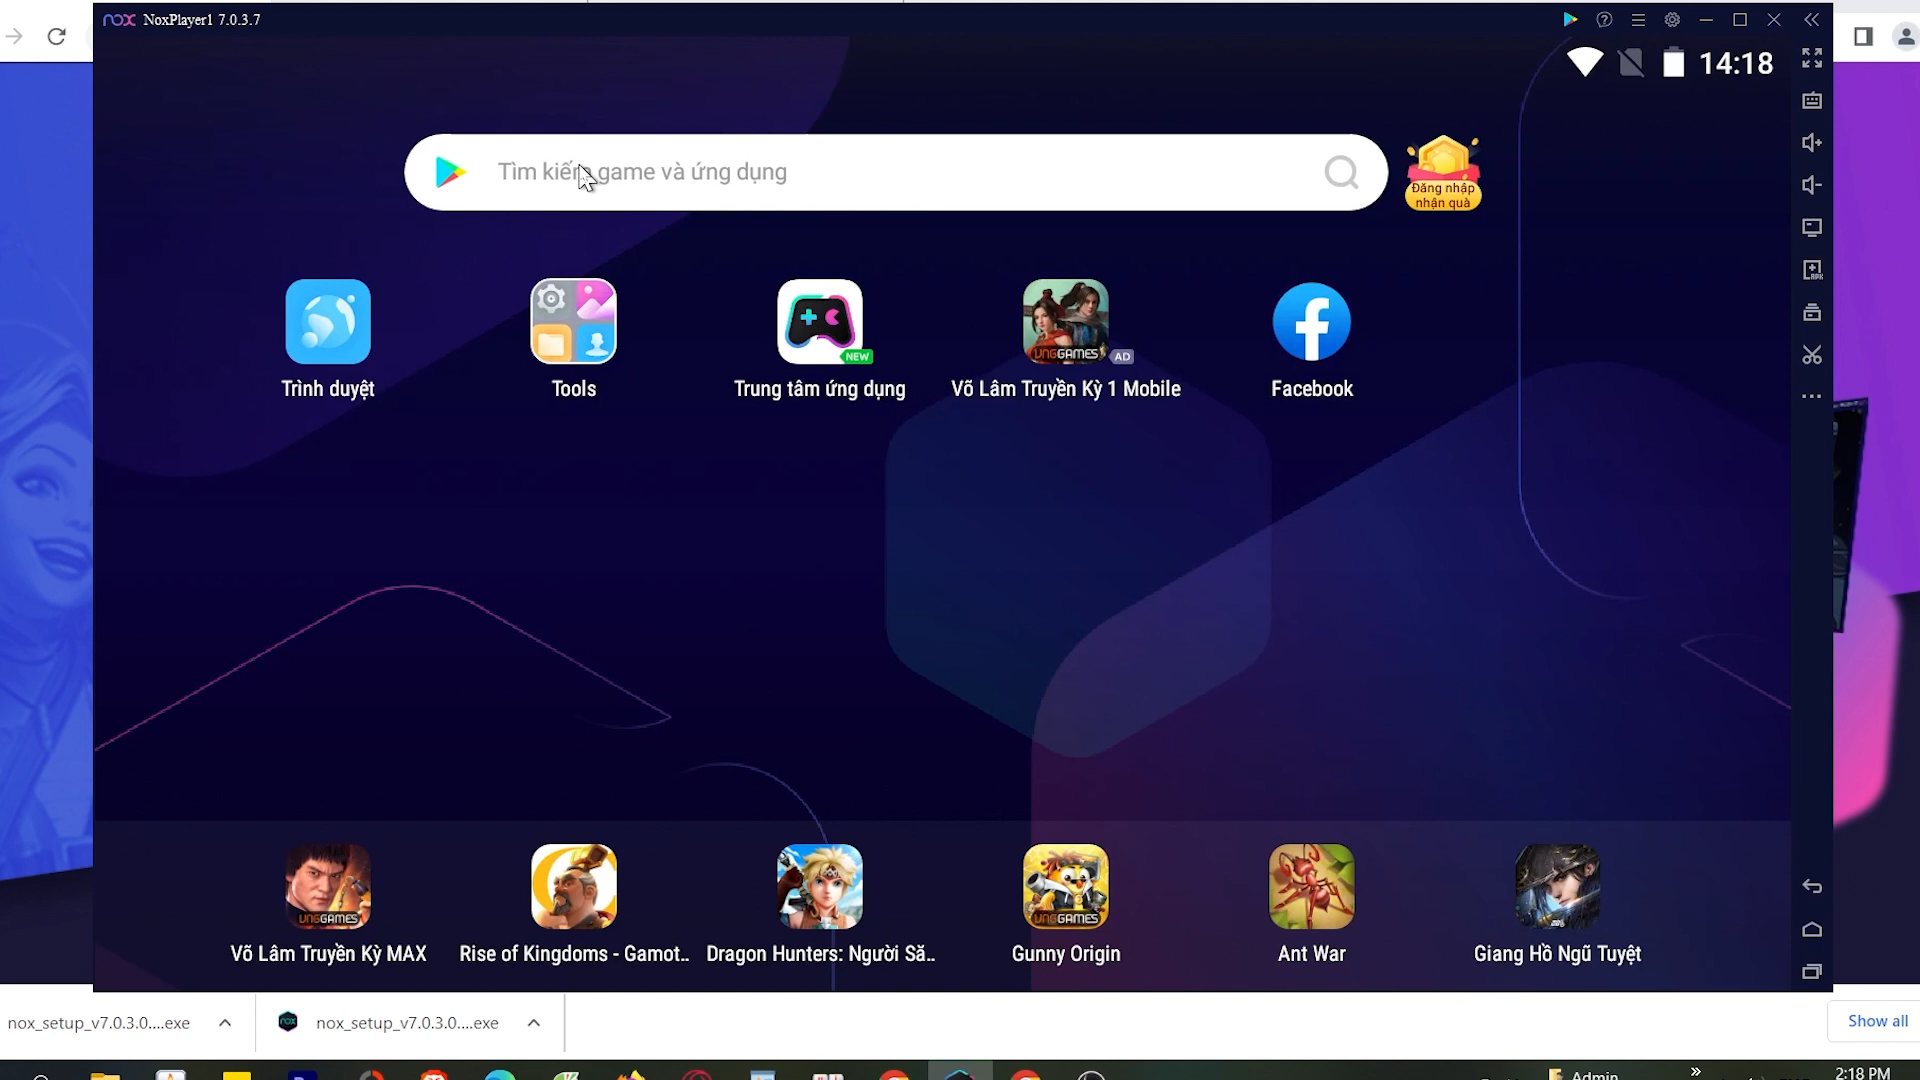 nox NoxPlayer1 7.0.3.7
14:18
Tìm kiếm game và ứng dụng
Đăng nhập
nhận quà
NEW
VNGGAMES
AD
Trình duyệt
Tools
Trung tâm ứng dụng
Võ Lâm Truyền Kỳ 1 Mobile
Facebook
VNGGAMES
VNGGAMES
Võ Lâm Truyền Kỳ MAX
Rise of Kingdoms - Gamot..
Dragon Hunters: Người Să..
Gunny Origin
Ant War
Giang Hồ Ngũ Tuyệt
nox_setup_v7.0.3.0....exe
nox_setup_v7.0.3.0....exe
Show all
Admin
2:18 PM